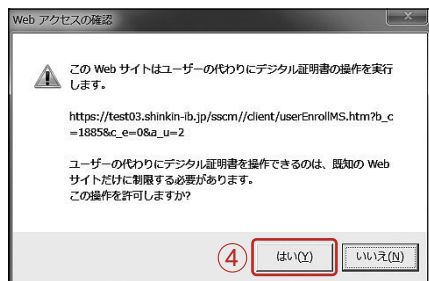 Web アクセスの確認
この Web サイトはユーザーの代わりにデジタル証明書の操作を実行
します。
https://test03.shinkin-ib.jp/sscm//client/userEnrollMS.htm?b_c
=1885&c_e=0&a_u=2
ユーザーの代わりにデジタル証明書を操作できるのは、既知の Web
サイトだけに制限する必要があります。
この操作を許可しますか?
④ はい(Y) いいえ(N)